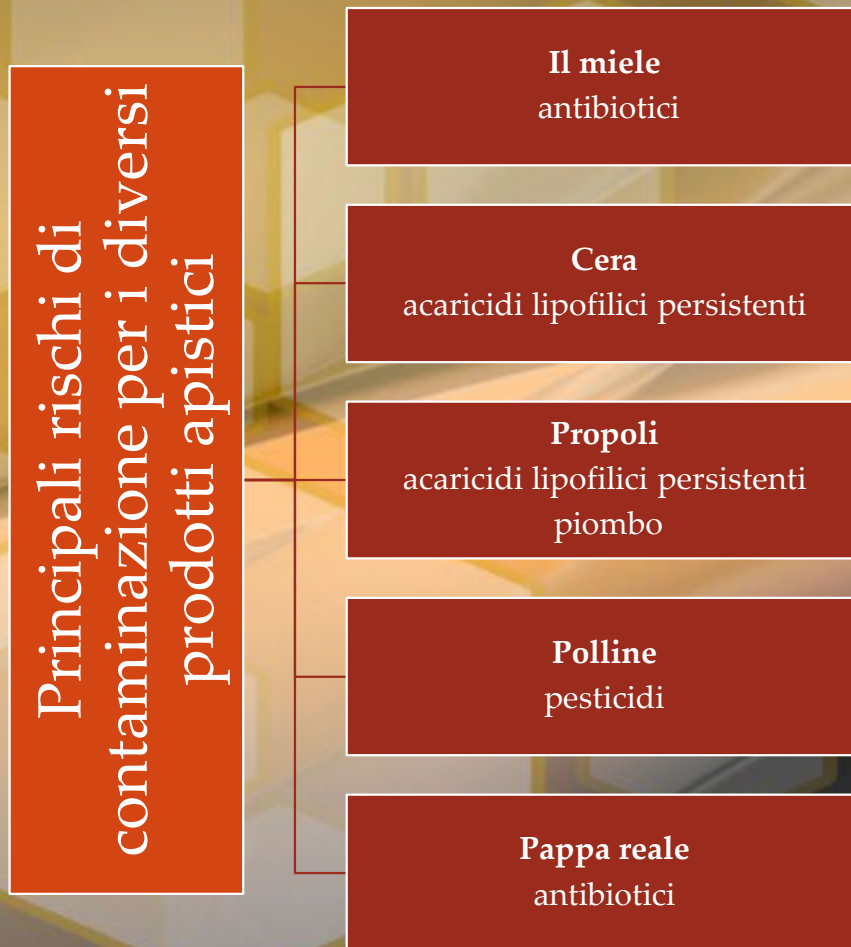 Principali rischi di
contaminazione per i diversi
prodotti apistici
Il miele
antibiotici
Cera
acaricidi lipofilici persistenti
Propoli
acaricidi lipofilici persistenti
piombo
Polline
pesticidi
Pappa reale
antibiotici